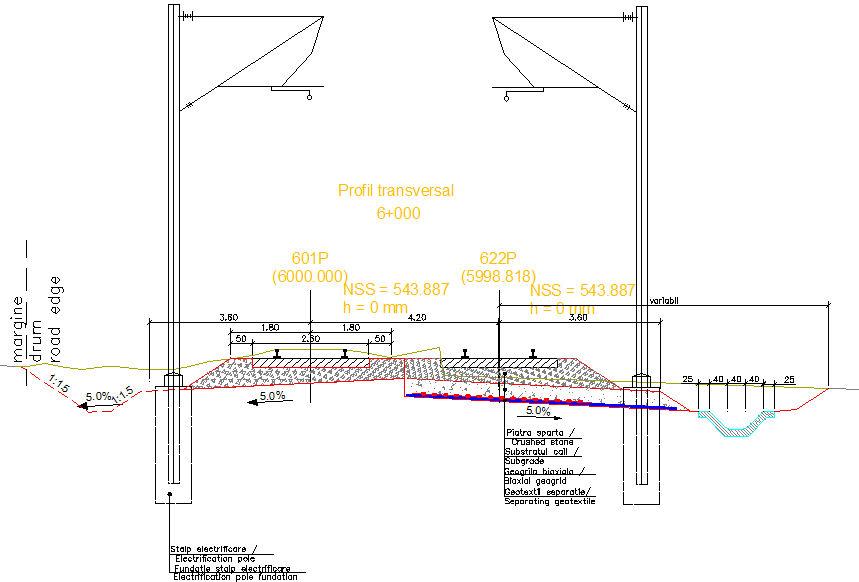 Profil transversal
6+000
601P
(6000.000)
622P
(5998.818)
NSS = 543.887
h = 0 mm
NSS = 543.887
h = 0 mm
variabil
margine
drum
road edge
3.80
4.20
3.60
1.80
1.80
50
2.30
50
25
40
40
40
25
1:1.5
5.0%
1:1.5
5.0%
5.0%
Piatra sparta /
Crushed stone
Substratul caii /
Subgrade
Geogrila biaxiala /
Biaxial geogrid
Geotextil separatie/
Separating geotextile
Stalp electrificare /
Electrification pole
Fundatie stalp electrificare
Electrification pole fundation